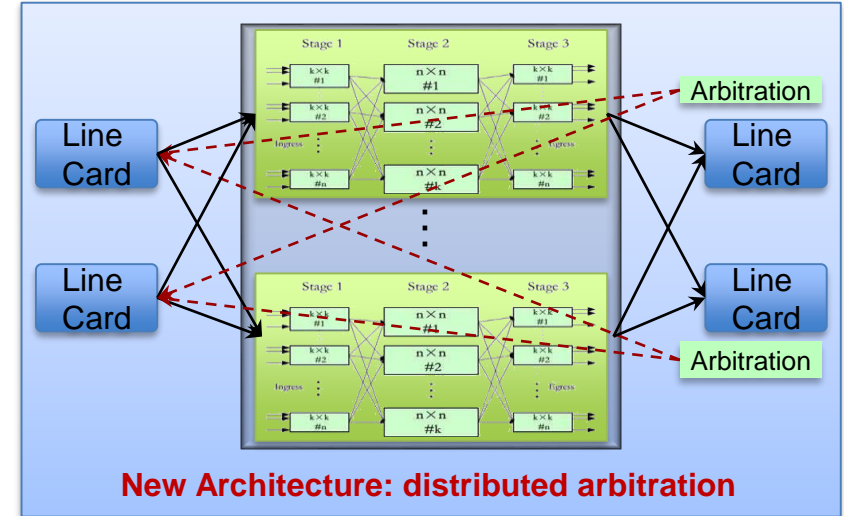 Stage 1 Stage 2 Stage 3
k×k
#1
n×n
#1
k×k
#1
k×k
#2
n×n
#2
k×k
#2
Ingress
Egress
k×k
#n
n×n
#k
k×k
#n
Arbitration
Line
Card
Line
Card
Line
Card
Line
Card
Stage 1 Stage 2 Stage 3
k×k
#1
n×n
#1
k×k
#1
k×k
#2
n×n
#2
k×k
#2
Ingress
Egress
k×k
#n
n×n
#k
k×k
#n
Arbitration
New Architecture: distributed arbitration